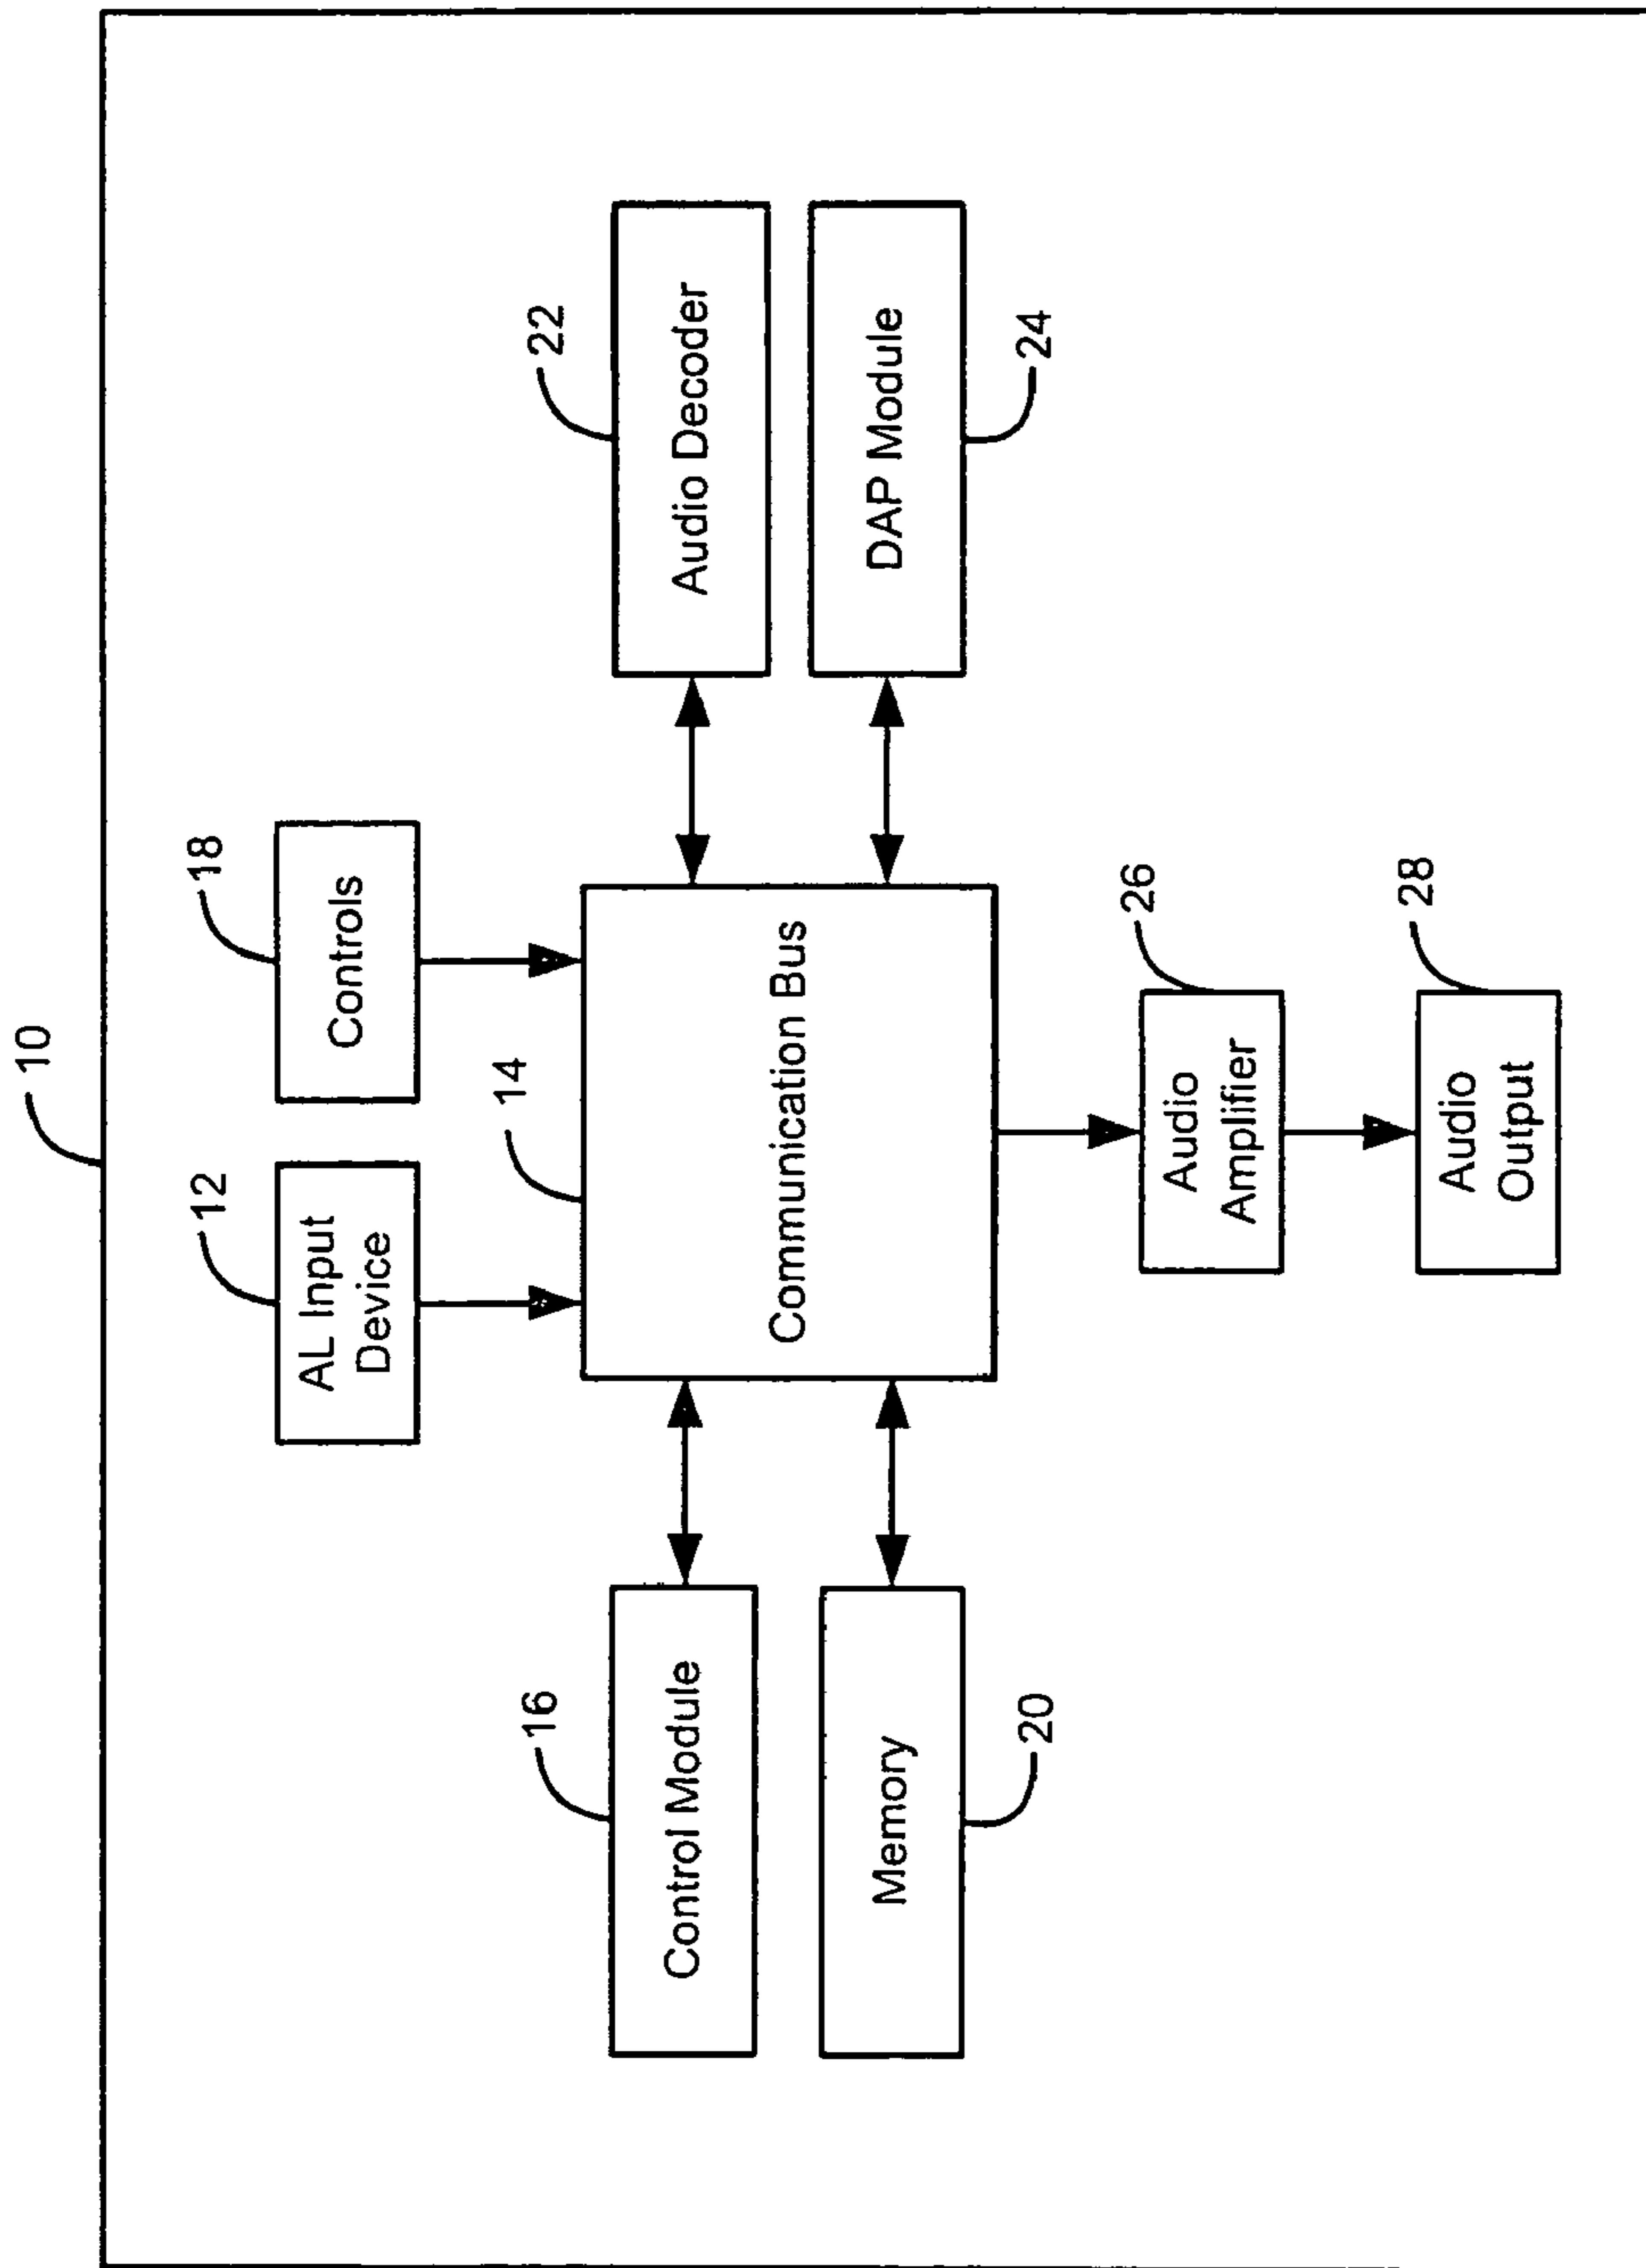 10
12
AL Input
Device
18
Controls
14
Communication Bus
16
Control Module
20
Memory
22
Audio Decoder
24
DAP Module
26
Audio
Amplifier
28
Audio
Output